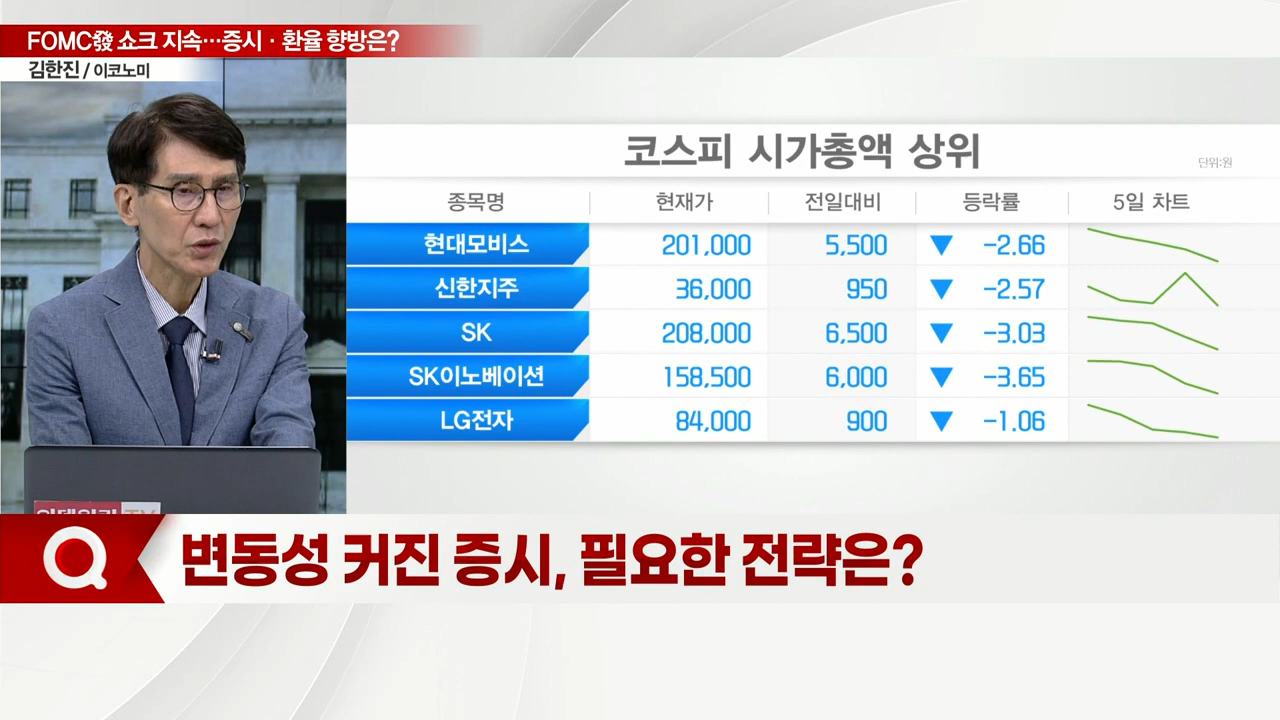 FOMC發 쇼크 지속…증시·환율 향방은?
김한진 / 이코노미
코스피 시가총액 상위
단위:원
종목명 현재가 전일대비 등락률 5일 차트
현대모비스 201,000 5,500 ▼ -2.66
신한지주 36,000 950 ▼ -2.57
SK 208,000 6,500 ▼ -3.03
SK이노베이션 158,500 6,000 ▼ -3.65
LG전자 84,000 900 ▼ -1.06
이데일리 TV
Q 변동성 커진 증시, 필요한 전략은?